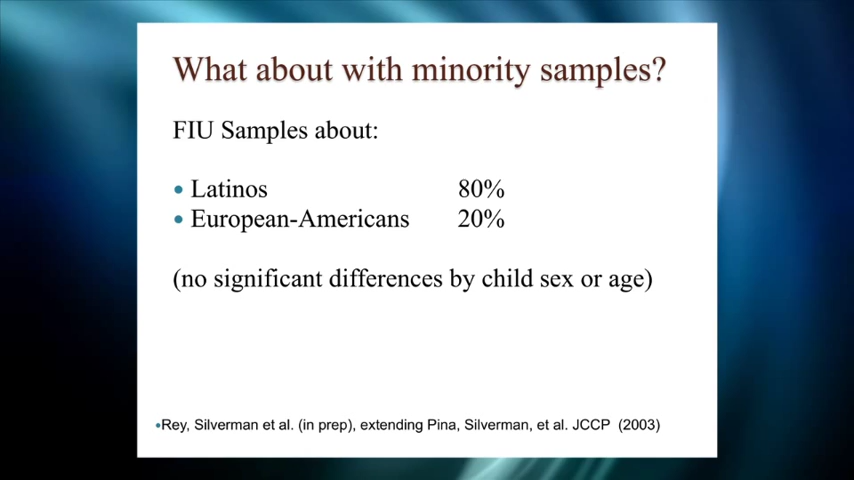 What about with minority samples?
FIU Samples about:
• Latinos 80%
• European-Americans 20%
(no significant differences by child sex or age)
•Rey, Silverman et al. (in prep), extending Pina, Silverman, et al. JCCP (2003)